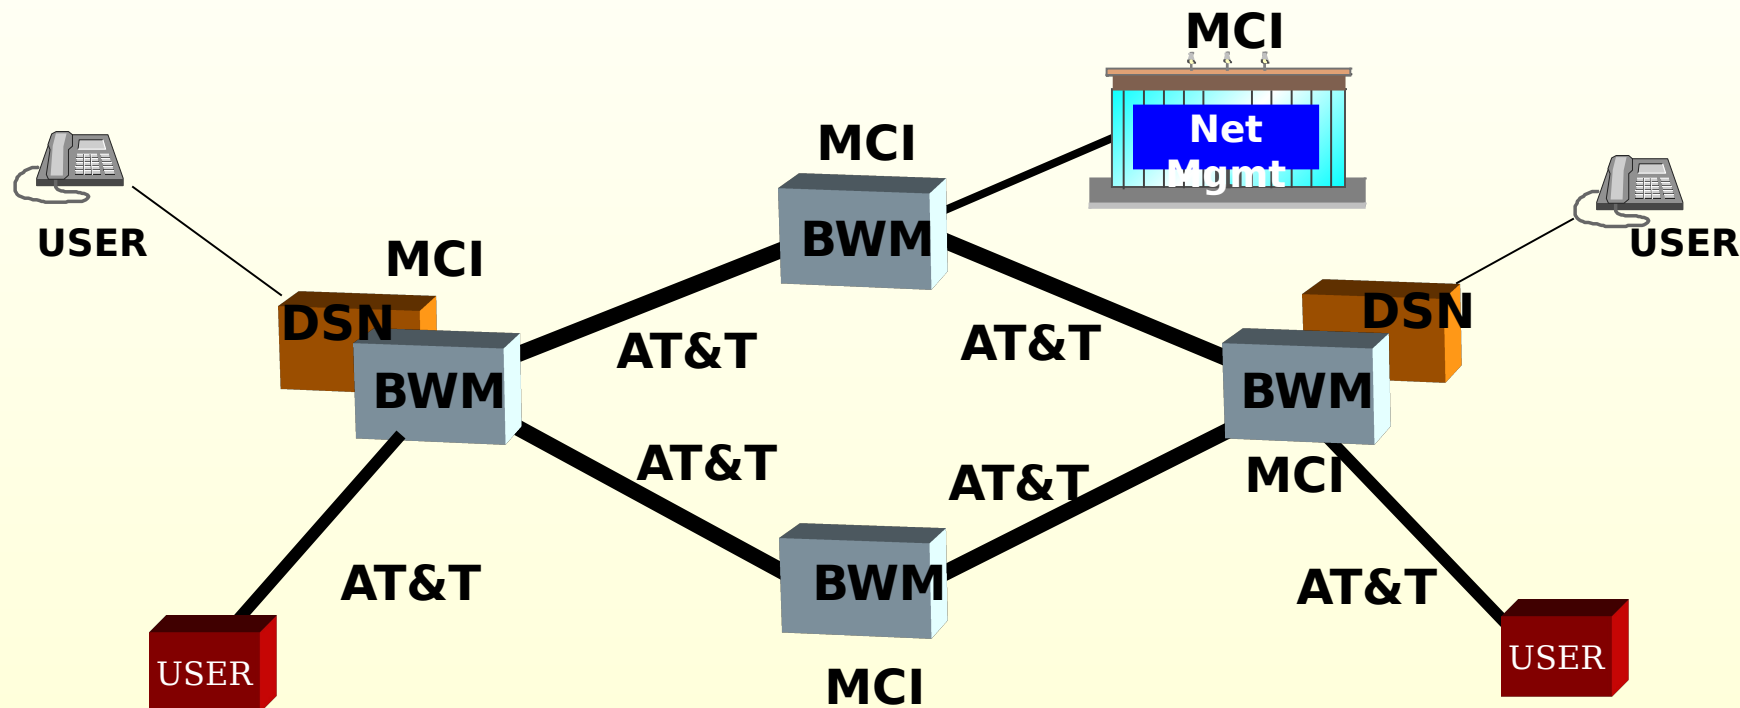 MCI
Net
Mgmt
MCI
BWM
USER
USER
MCI
DSN
DSN
BWM
AT&T
AT&T
BWM
MCI
AT&T
AT&T
BWM
MCI
AT&T
AT&T
USER
USER